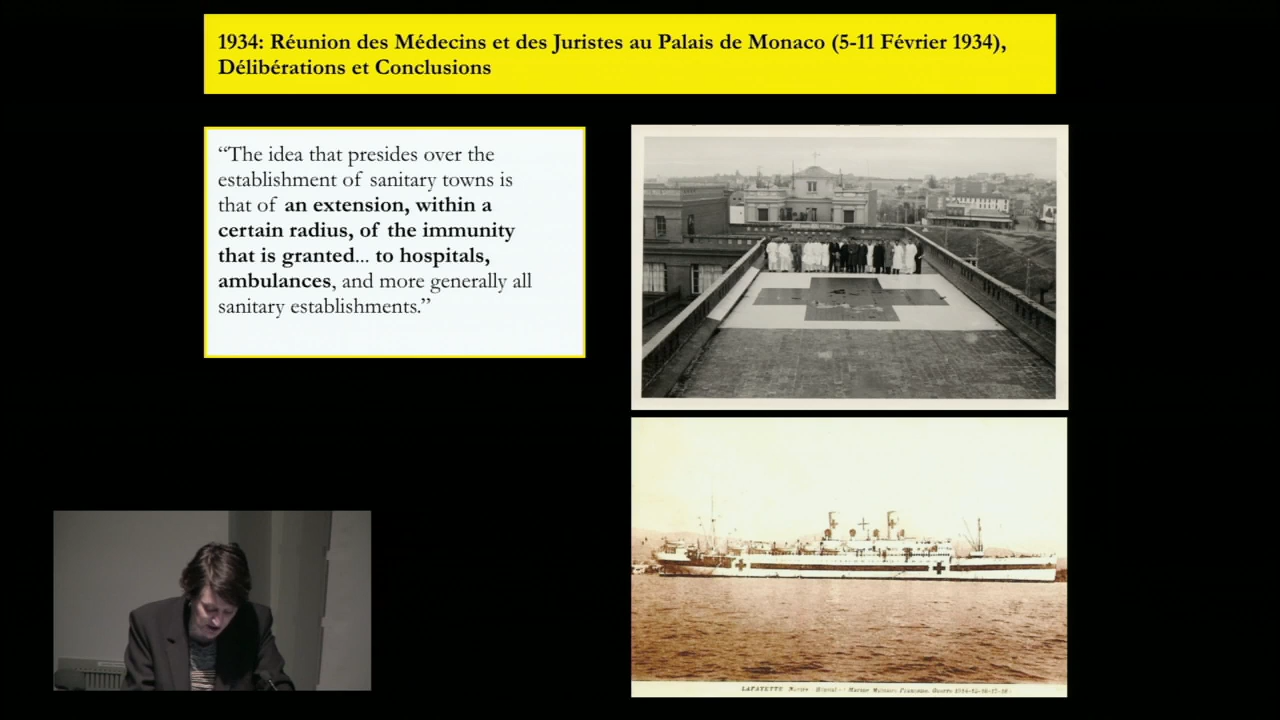 1934: Réunion des Médecins et des Juristes au Palais de Monaco (5-11 Février 1934),
Délibérations et Conclusions
“The idea that presides over the
establishment of sanitary towns is
that of an extension, within a
certain radius, of the immunity
that is granted... to hospitals,
ambulances, and more generally all
sanitary establishments.”
LAFAYETTE